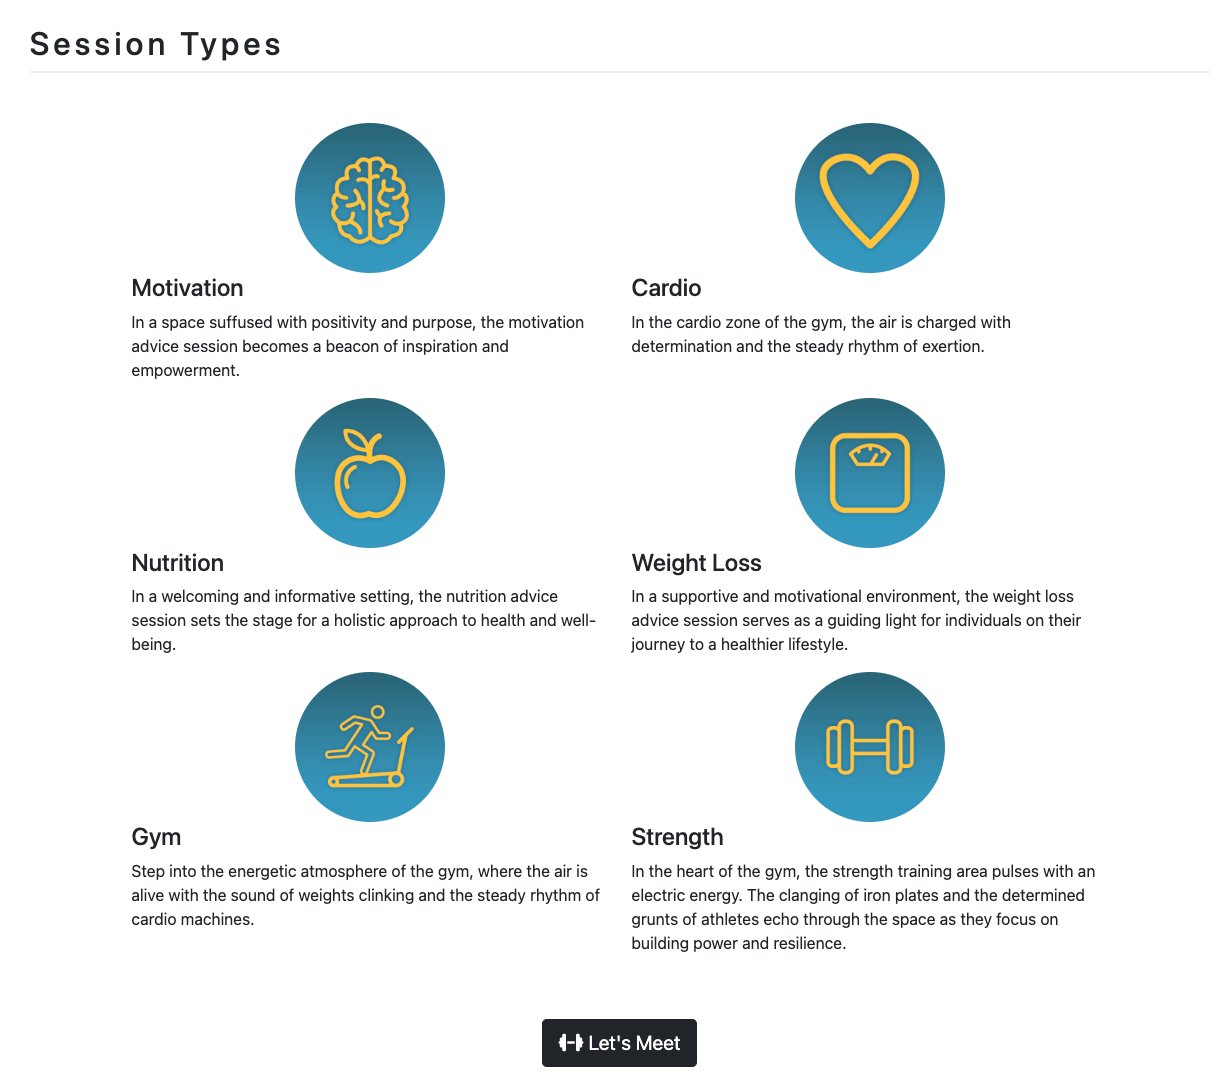 Session Types
Motivation
In a space suffused with positivity and purpose, the motivation
advice session becomes a beacon of inspiration and
empowerment.
Cardio
In the cardio zone of the gym, the air is charged with
determination and the steady rhythm of exertion.
Nutrition
In a welcoming and informative setting, the nutrition advice
session sets the stage for a holistic approach to health and well-
being.
Weight Loss
In a supportive and motivational environment, the weight loss
advice session serves as a guiding light for individuals on their
journey to a healthier lifestyle.
Gym
Step into the energetic atmosphere of the gym, where the air is
alive with the sound of weights clinking and the steady rhythm of
cardio machines.
Strength
In the heart of the gym, the strength training area pulses with an
electric energy. The clanging of iron plates and the determined
grunts of athletes echo through the space as they focus on
building power and resilience.
Let's Meet